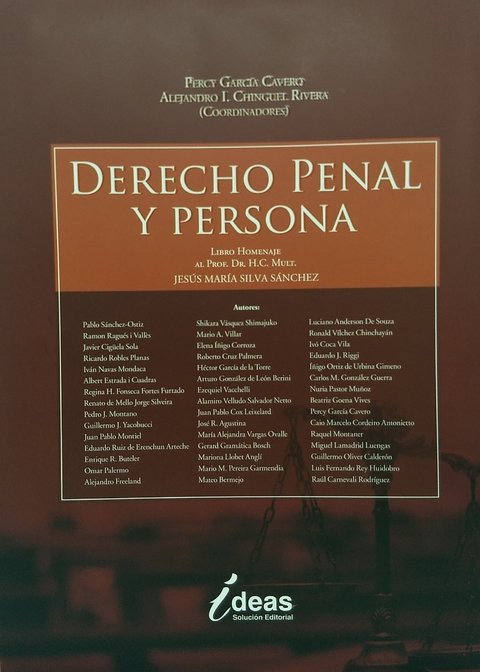 PERCY GARCÍA CAVERO
ALEJANDRO I. CHINGUEL RIVERA
(COORDINADORES)
DERECHO PENAL
Y PERSONA
LIBRO HOMENAJE
AL PROF. DR. H.C. MULT.
JESÚS MARÍA SILVA SÁNCHEZ
Autores:
Pablo Sánchez-Ostiz
Ramon Ragués i Vallès
Javier Cigüela Sola
Ricardo Robles Planas
Iván Navas Mondaca
Albert Estrada i Cuadras
Regina H. Fonseca Fortes Furtado
Renato de Mello Jorge Silveira
Pedro J. Montano
Guillermo J. Yacobucci
Juan Pablo Montiel
Eduardo Ruiz de Erenchun Arteche
Enrique R. Buteler
Omar Palermo
Alejandro Freeland
Shikara Vásquez Shimajuko
Mario A. Villar
Elena Íñigo Corroza
Roberto Cruz Palmera
Héctor García de la Torre
Arturo González de León Berini
Ezequiel Vacchelli
Alamiro Velludo Salvador Netto
Juan Pablo Cox Leixelard
José R. Agustina
María Alejandra Vargas Ovalle
Gerard Gramática Bosch
Mariona Llobet Anglí
Mario M. Pereira Garmendia
Mateo Bermejo
Luciano Anderson De Souza
Ronald Vílchez Chinchayán
Ivó Coca Vila
Eduardo J. Riggi
Íñigo Ortiz de Urbina Gimeno
Carlos M. González Guerra
Nuria Pastor Muñoz
Beatriz Goena Vives
Percy García Cavero
Caio Marcelo Cordeiro Antonietto
Raquel Montaner
Miguel Lamadrid Luengas
Guillermo Oliver Calderón
Luis Fernando Rey Huidobro
Raúl Carnevali Rodríguez
ideas
Solución Editorial